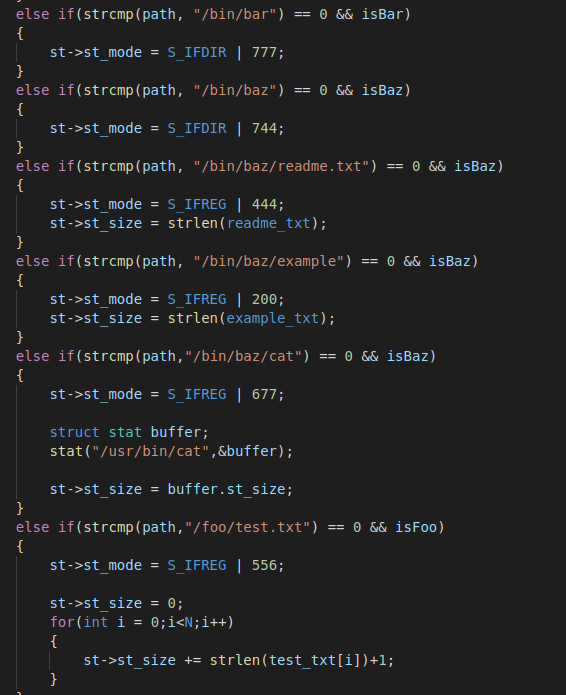 else if(strcmp(path, "/bin/bar") == 0 && isBar)
{
    st->st_mode = S_IFDIR | 777;
}
else if(strcmp(path, "/bin/baz") == 0 && isBaz)
{
    st->st_mode = S_IFDIR | 744;
}
else if(strcmp(path, "/bin/baz/readme.txt") == 0 && isBaz)
{
    st->st_mode = S_IFREG | 444;
    st->st_size = strlen(readme_txt);
}
else if(strcmp(path, "/bin/baz/example") == 0 && isBaz)
{
    st->st_mode = S_IFREG | 200;
    st->st_size = strlen(example_txt);
}
else if(strcmp(path,"/bin/baz/cat") == 0 && isBaz)
{
    st->st_mode = S_IFREG | 677;

    struct stat buffer;
    stat("/usr/bin/cat",&buffer);

    st->st_size = buffer.st_size;
}
else if(strcmp(path,"/foo/test.txt") == 0 && isFoo)
{
    st->st_mode = S_IFREG | 556;

    st->st_size = 0;
    for(int i = 0;i<N;i++)
    {
        st->st_size += strlen(test_txt[i])+1;
    }